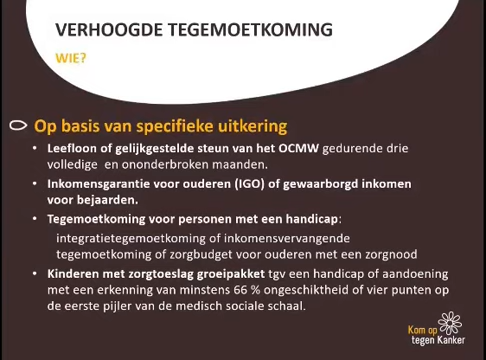 VERHOOGDE TEGEMOETKOMING
WIE?
Op basis van specifieke uitkering
• Leefloon of gelijkgestelde steun van het OCMW gedurende drie
volledige en ononderbroken maanden.
• Inkomensgarantie voor ouderen (IGO) of gewaarborgd inkomen
voor bejaarden.
• Tegemoetkoming voor personen met een handicap:
integratietegemoetkoming of inkomensvervangende
tegemoetkoming of zorgbudget voor ouderen met een zorgnood
• Kinderen met zorgtoeslag groeipakket tgv een handicap of aandoening
met een erkenning van minstens 66 % ongeschiktheid of vier punten op
de eerste pijler van de medisch sociale schaal.
Kom op
tegen Kanker